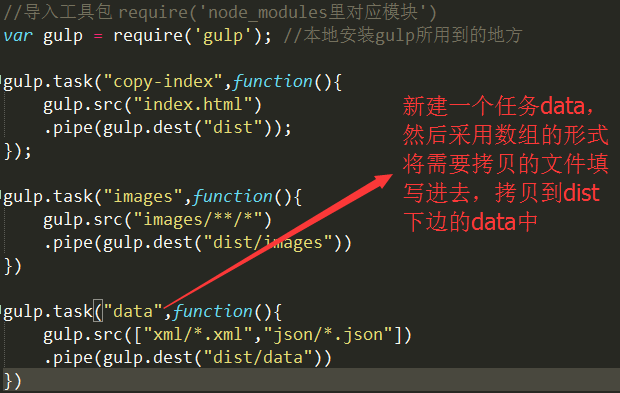 //导入工具包 require('node_modules里对应模块')
var gulp = require('gulp'); //本地安装gulp所用到的地方
gulp.task("copy-index",function(){
gulp.src("index.html")
.pipe(gulp.dest("dist"));
});
gulp.task("images",function(){
gulp.src("images/**/*")
.pipe(gulp.dest("dist/images"))
})
gulp.task("data",function(){
gulp.src(["xml/*.xml","json/*.json"])
.pipe(gulp.dest("dist/data"))
})
新建一个任务data,
然后采用数组的形式
将需要拷贝的文件填
写进去，拷贝到dist
下边的data中